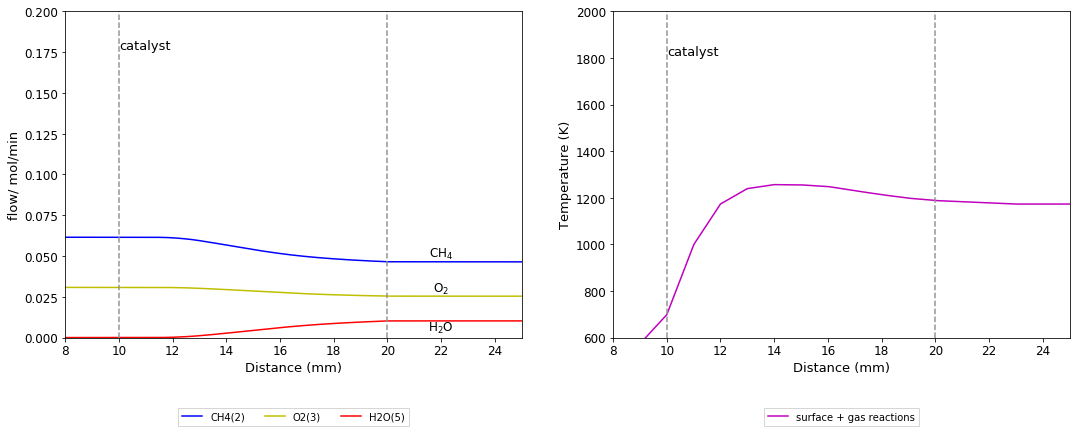 0.200
0.175
0.150
0.125
0.100
0.075
0.050
0.025
0.000
flow/ mol/min
catalyst
CH₄
O₂
H₂O
8 10 12 14 16 18 20 22 24
Distance (mm)
CH4(2) O2(3) H2O(5)
2000
1800
1600
1400
1200
1000
800
600
Temperature (K)
catalyst
8 10 12 14 16 18 20 22 24
Distance (mm)
surface + gas reactions